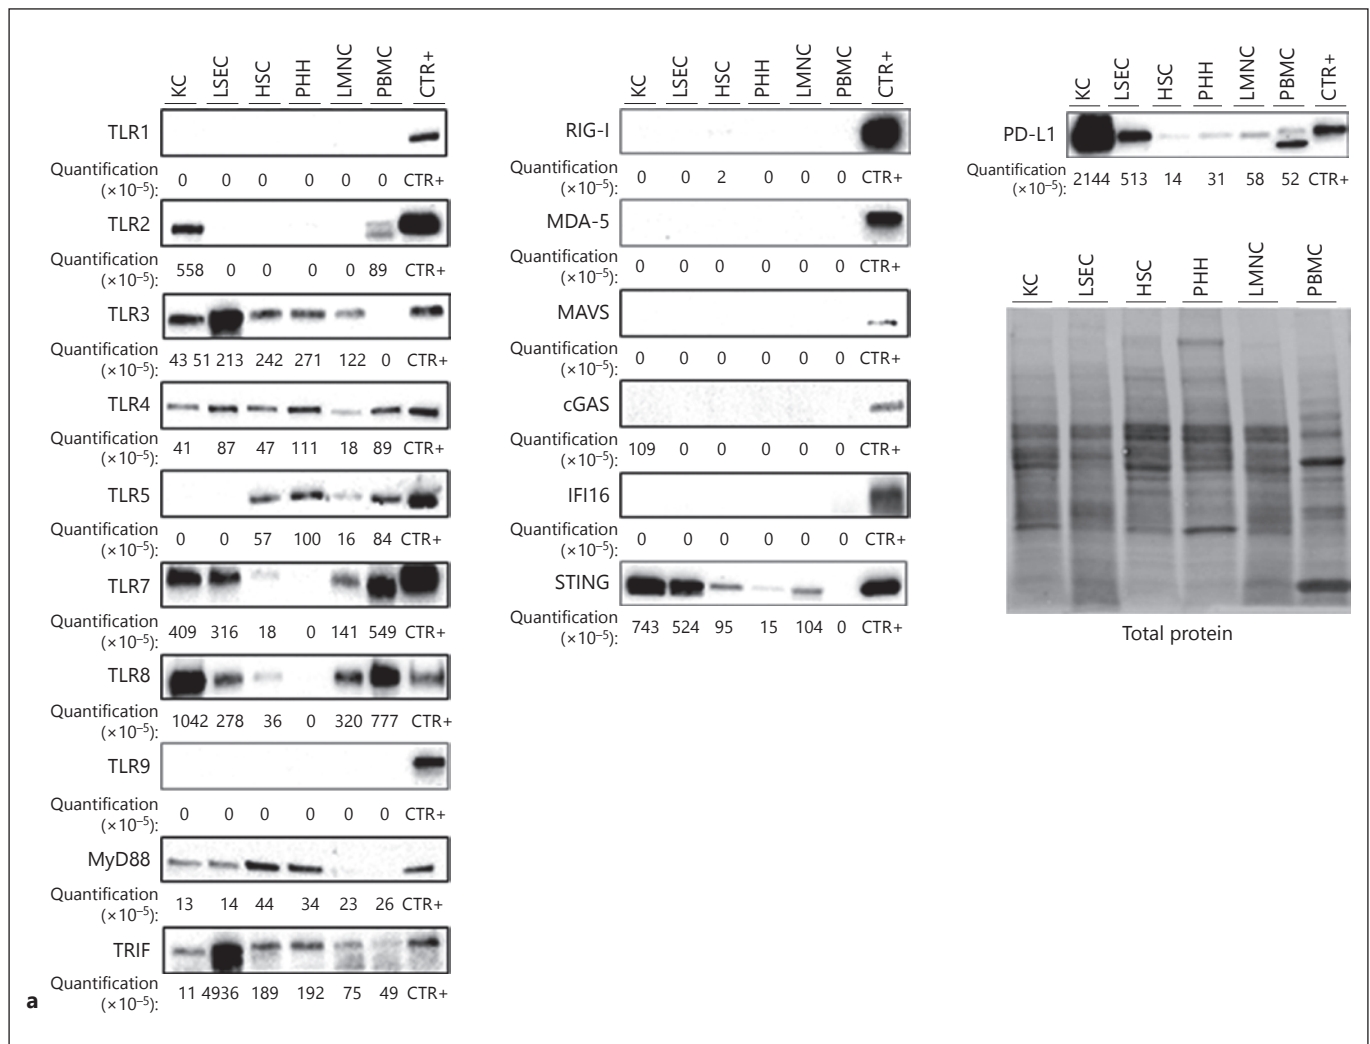 KC LSEC HSC PHH LMNC PBMC CTR+
TLR1
Quantification
(×10–5): 0 0 0 0 0 0 CTR+
TLR2
Quantification
(×10–5): 558 0 0 0 0 89 CTR+
TLR3
Quantification
(×10–5): 43 51 213 242 271 122 0 CTR+
TLR4
Quantification
(×10–5): 41 87 47 111 18 89 CTR+
TLR5
Quantification
(×10–5): 0 0 57 100 16 84 CTR+
TLR7
Quantification
(×10–5): 409 316 18 0 141 549 CTR+
TLR8
Quantification
(×10–5): 1042 278 36 0 320 777 CTR+
TLR9
Quantification
(×10–5): 0 0 0 0 0 0 CTR+
MyD88
Quantification
(×10–5): 13 14 44 34 23 26 CTR+
TRIF
Quantification
(×10–5): 11 4936 189 192 75 49 CTR+
a
KC LSEC HSC PHH LMNC PBMC CTR+
RIG-I
Quantification
(×10–5): 0 0 2 0 0 0 CTR+
MDA-5
Quantification
(×10–5): 0 0 0 0 0 0 CTR+
MAVS
Quantification
(×10–5): 0 0 0 0 0 0 CTR+
cGAS
Quantification
(×10–5): 109 0 0 0 0 0 CTR+
IFI16
Quantification
(×10–5): 0 0 0 0 0 0 CTR+
STING
Quantification
(×10–5): 743 524 95 15 104 0 CTR+
KC LSEC HSC PHH LMNC PBMC CTR+
PD-L1
Quantification
(×10–5): 2144 513 14 31 58 52 CTR+
KC LSEC HSC PHH LMNC PBMC
Total protein